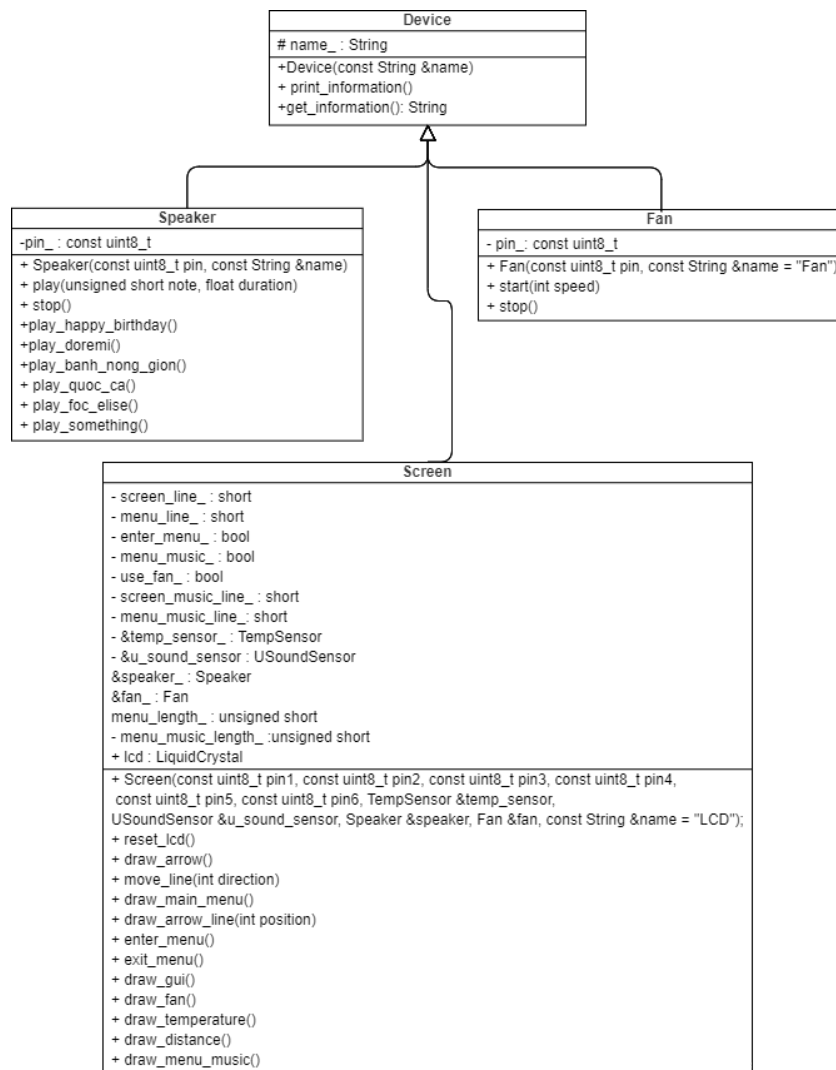 Device
# name_ : String
+Device(const String &name)
+ print_information()
+get_information(): String
Speaker
-pin_ : const uint8_t
+ Speaker(const uint8_t pin, const String &name)
+ play(unsigned short note, float duration)
+ stop()
+play_happy_birthday()
+play_doremi()
+play_banh_nong_gion()
+ play_quoc_ca()
+ play_foc_elise()
+ play_something()
Fan
- pin_: const uint8_t
+ Fan(const uint8_t pin, const String &name = "Fan")
+ start(int speed)
+ stop()
Screen
- screen_line_ : short
- menu_line_ : short
- enter_menu_ : bool
- menu_music_ : bool
- use_fan_ : bool
- screen_music_line_ : short
- menu_music_line_: short
- &temp_sensor_ : TempSensor
- &u_sound_sensor : USoundSensor
&speaker_ : Speaker
&fan_ : Fan
menu_length_ : unsigned short
- menu_music_length_ :unsigned short
+ lcd : LiquidCrystal
+ Screen(const uint8_t pin1, const uint8_t pin2, const uint8_t pin3, const uint8_t pin4,
const uint8_t pin5, const uint8_t pin6, TempSensor &temp_sensor,
USoundSensor &u_sound_sensor, Speaker &speaker, Fan &fan, const String &name = "LCD");
+ reset_lcd()
+ draw_arrow()
+ move_line(int direction)
+ draw_main_menu()
+ draw_arrow_line(int position)
+ enter_menu()
+ exit_menu()
+ draw_gui()
+ draw_fan()
+ draw_temperature()
+ draw_distance()
+ draw_menu_music()